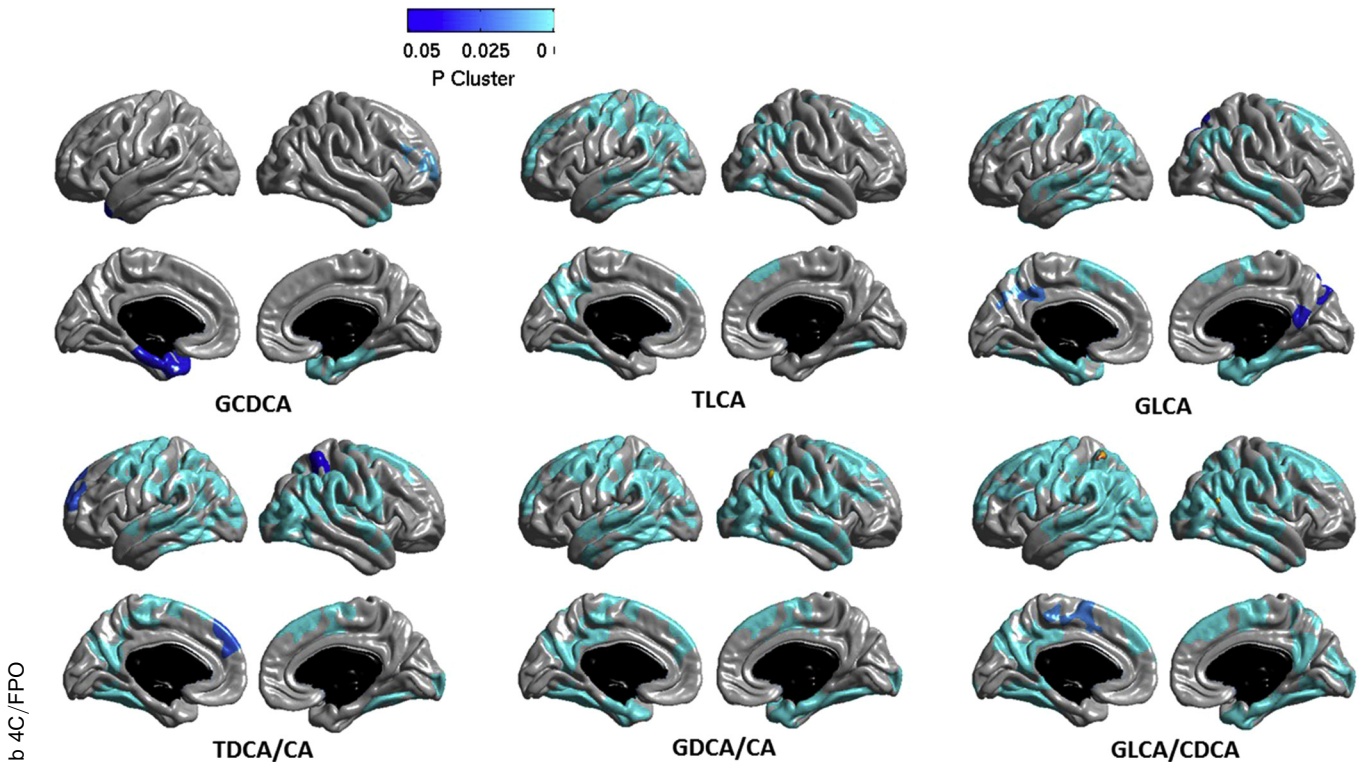 0.05 0.025 0
P Cluster
GCDCA TLCA GLCA
TDCA/CA GDCA/CA GLCA/CDCA
b 4C/FPO